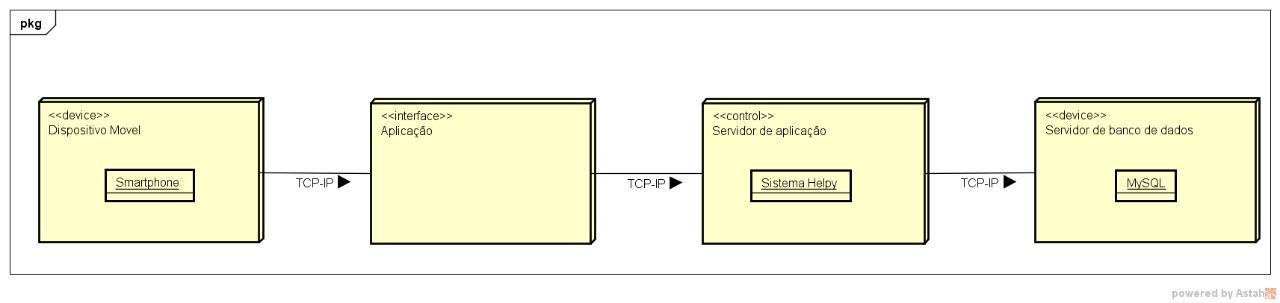 pkg
<<device>>
Dispositivo Movel
Smartphone
TCP-IP
<<interface>>
Aplicação
TCP-IP
<<control>>
Servidor de aplicação
Sistema Helpy
TCP-IP
<<device>>
Servidor de banco de dados
MySQL
powered by Astah